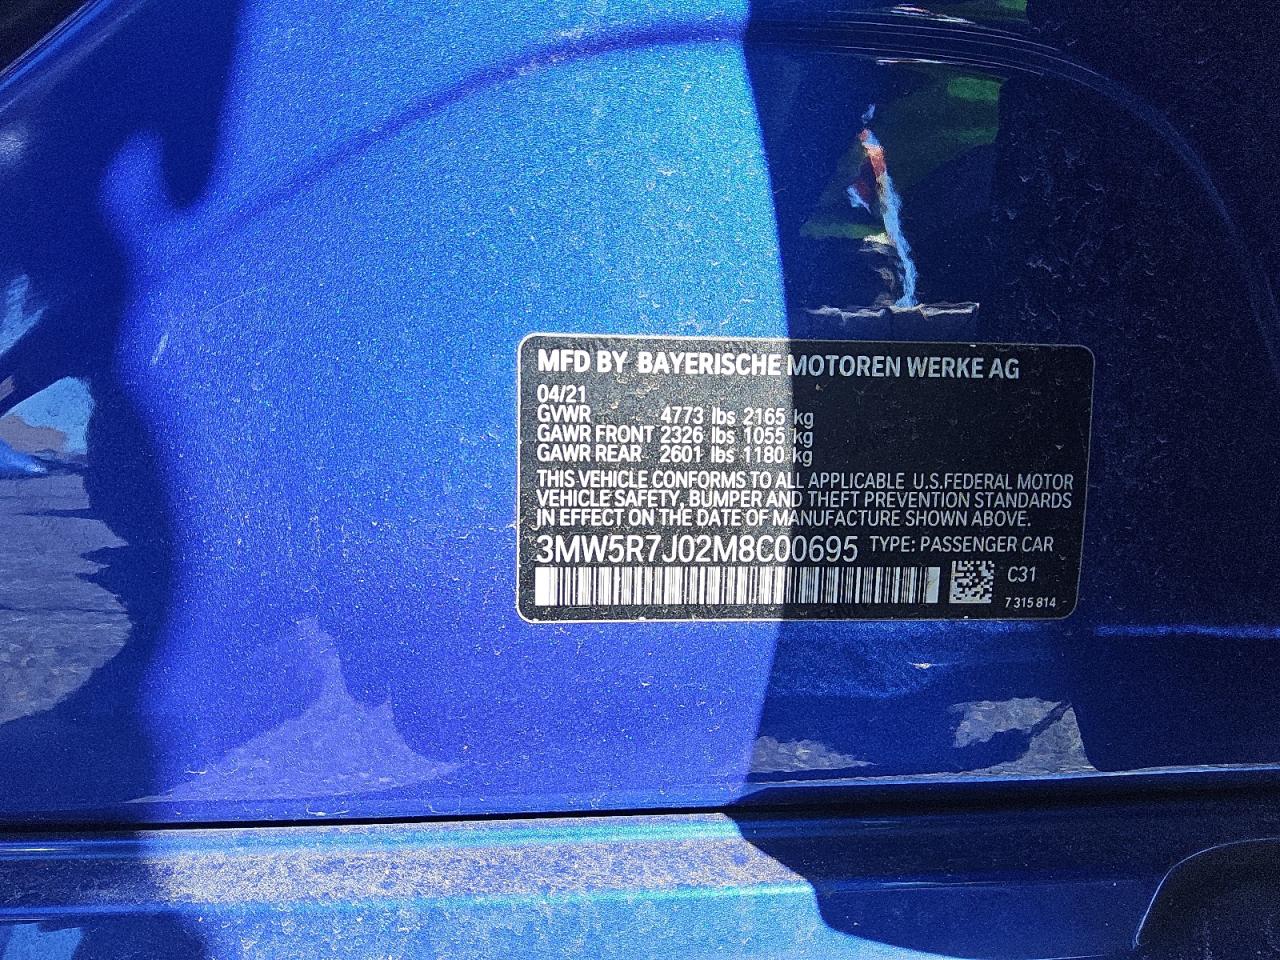 MFD BY BAYERISCHE MOTOREN WERKE AG
04/21
GVWR 4773 lbs 2165 kg
GAWR FRONT 2326 lbs 1055 kg
GAWR REAR 2601 lbs 1180 kg
THIS VEHICLE CONFORMS TO ALL APPLICABLE U.S.FEDERAL MOTOR
VEHICLE SAFETY, BUMPER AND THEFT PREVENTION STANDARDS
IN EFFECT ON THE DATE OF MANUFACTURE SHOWN ABOVE.
3MW5R7J02M8C00695 TYPE: PASSENGER CAR
C31
7 315 814